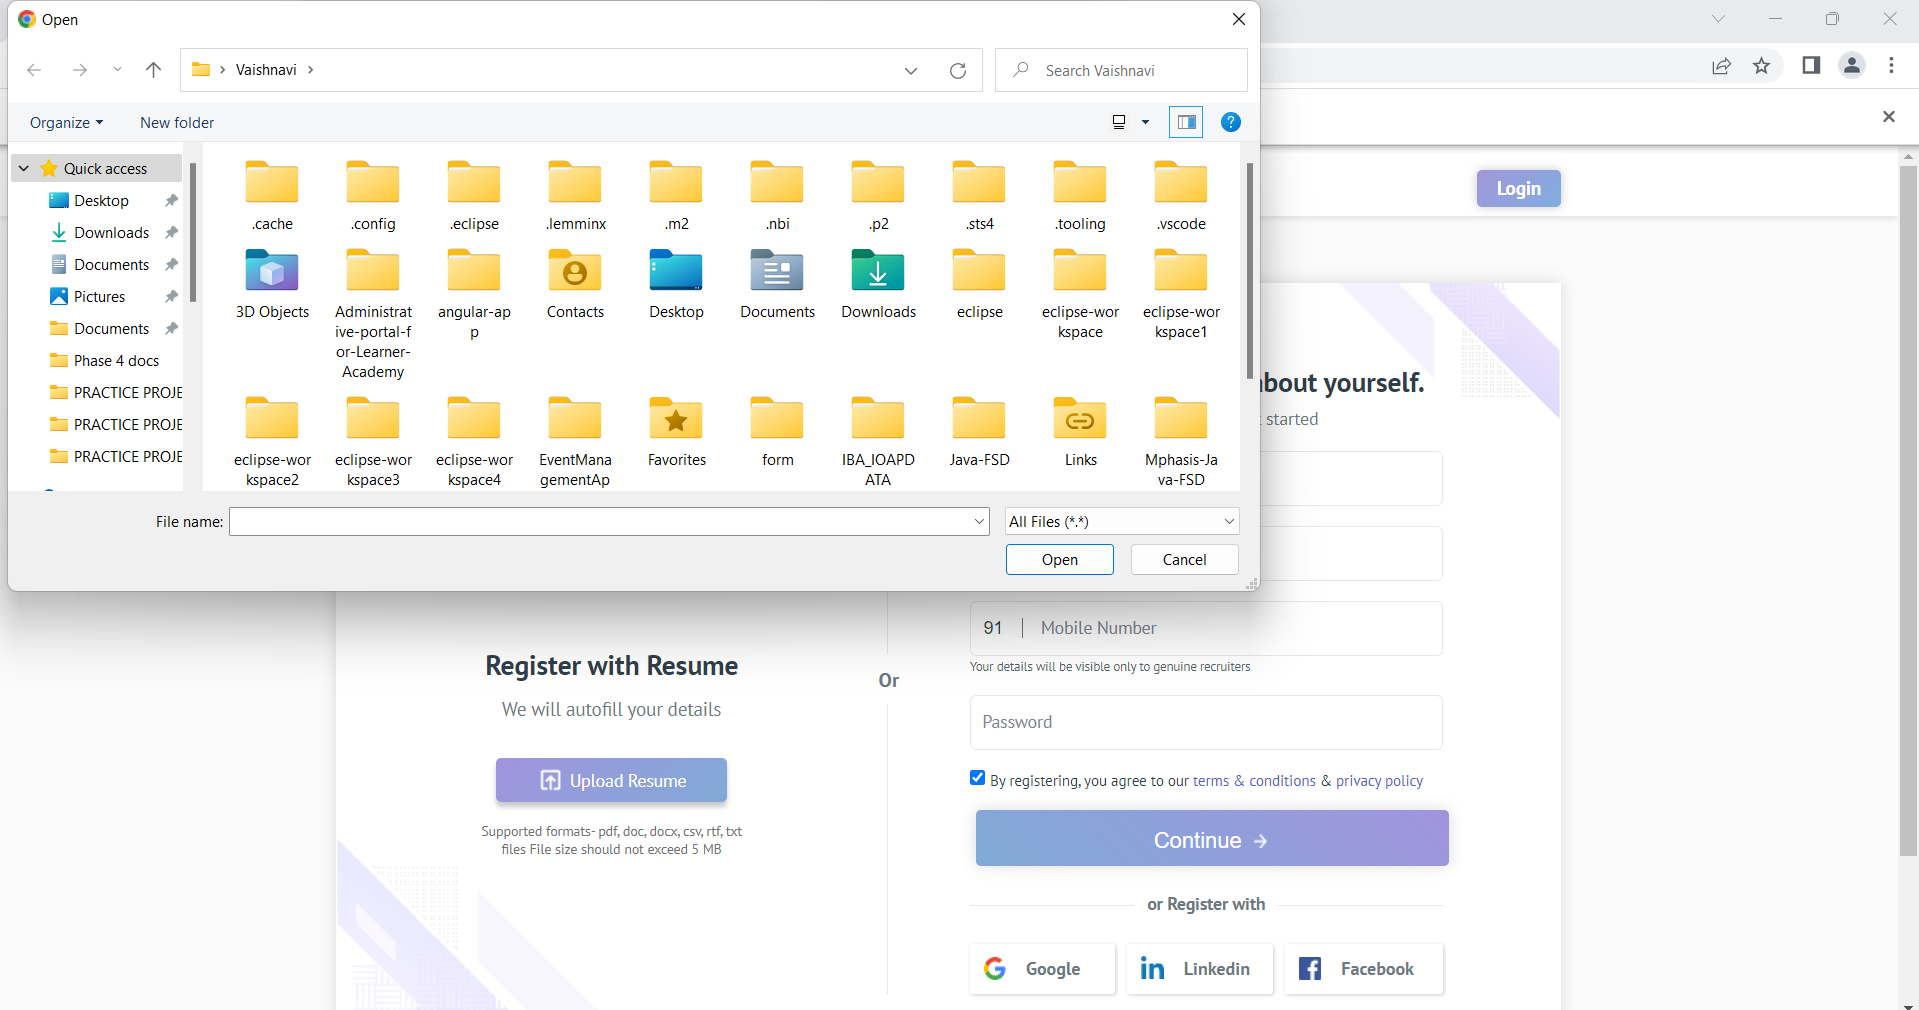 Open
Vaishnavi
Search Vaishnavi
Organize
New folder
Quick access
Desktop
Downloads
Documents
Pictures
Documents
Phase 4 docs
PRACTICE PROJE
PRACTICE PROJE
PRACTICE PROJE
.cache
.config
.eclipse
.lemminx
.m2
.nbi
.p2
.sts4
.tooling
.vscode
3D Objects
Administrat
ive-portal-f
or-Learner-
Academy
angular-ap
p
Contacts
Desktop
Documents
Downloads
eclipse
eclipse-wor
kspace
eclipse-wor
kspace1
eclipse-wor
kspace2
eclipse-wor
kspace3
eclipse-wor
kspace4
EventMana
gementAp
Favorites
form
IBA_IOAPD
ATA
Java-FSD
Links
Mphasis-Ja
va-FSD
File name:
All Files (*.*)
Open
Cancel
Login
about yourself.
started
91 | Mobile Number
Your details will be visible only to genuine recruiters
Password
By registering, you agree to our terms & conditions & privacy policy
Continue
or Register with
Google
Linkedin
Facebook
Or
Register with Resume
We will autofill your details
Upload Resume
Supported formats- pdf, doc, docx, csv, rtf, txt
files File size should not exceed 5 MB